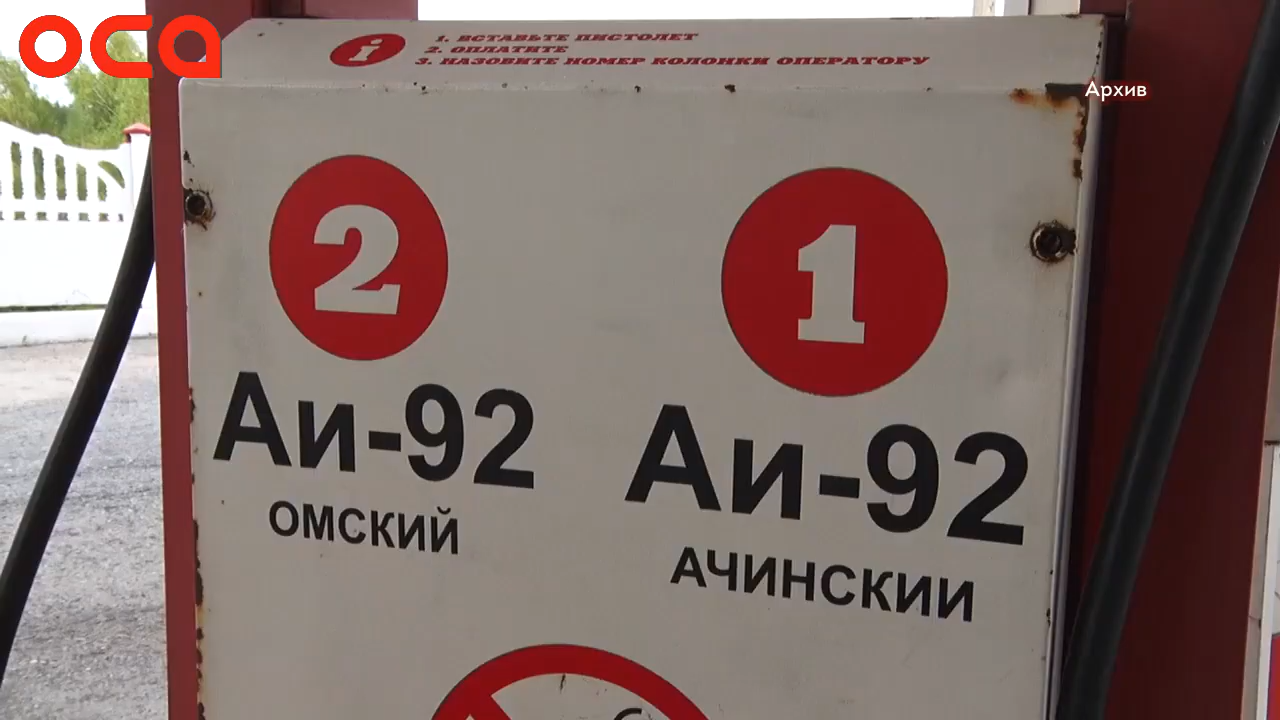 оса
i
1. ВСТАВЬТЕ ПИСТОЛЕТ
2. ОПЛАТИТЕ
3. НАЗОВИТЕ НОМЕР КОЛОНКИ ОПЕРАТОРУ
Архив
2
1
Аи-92
Аи-92
ОМСКИЙ
АЧИНСКИИ